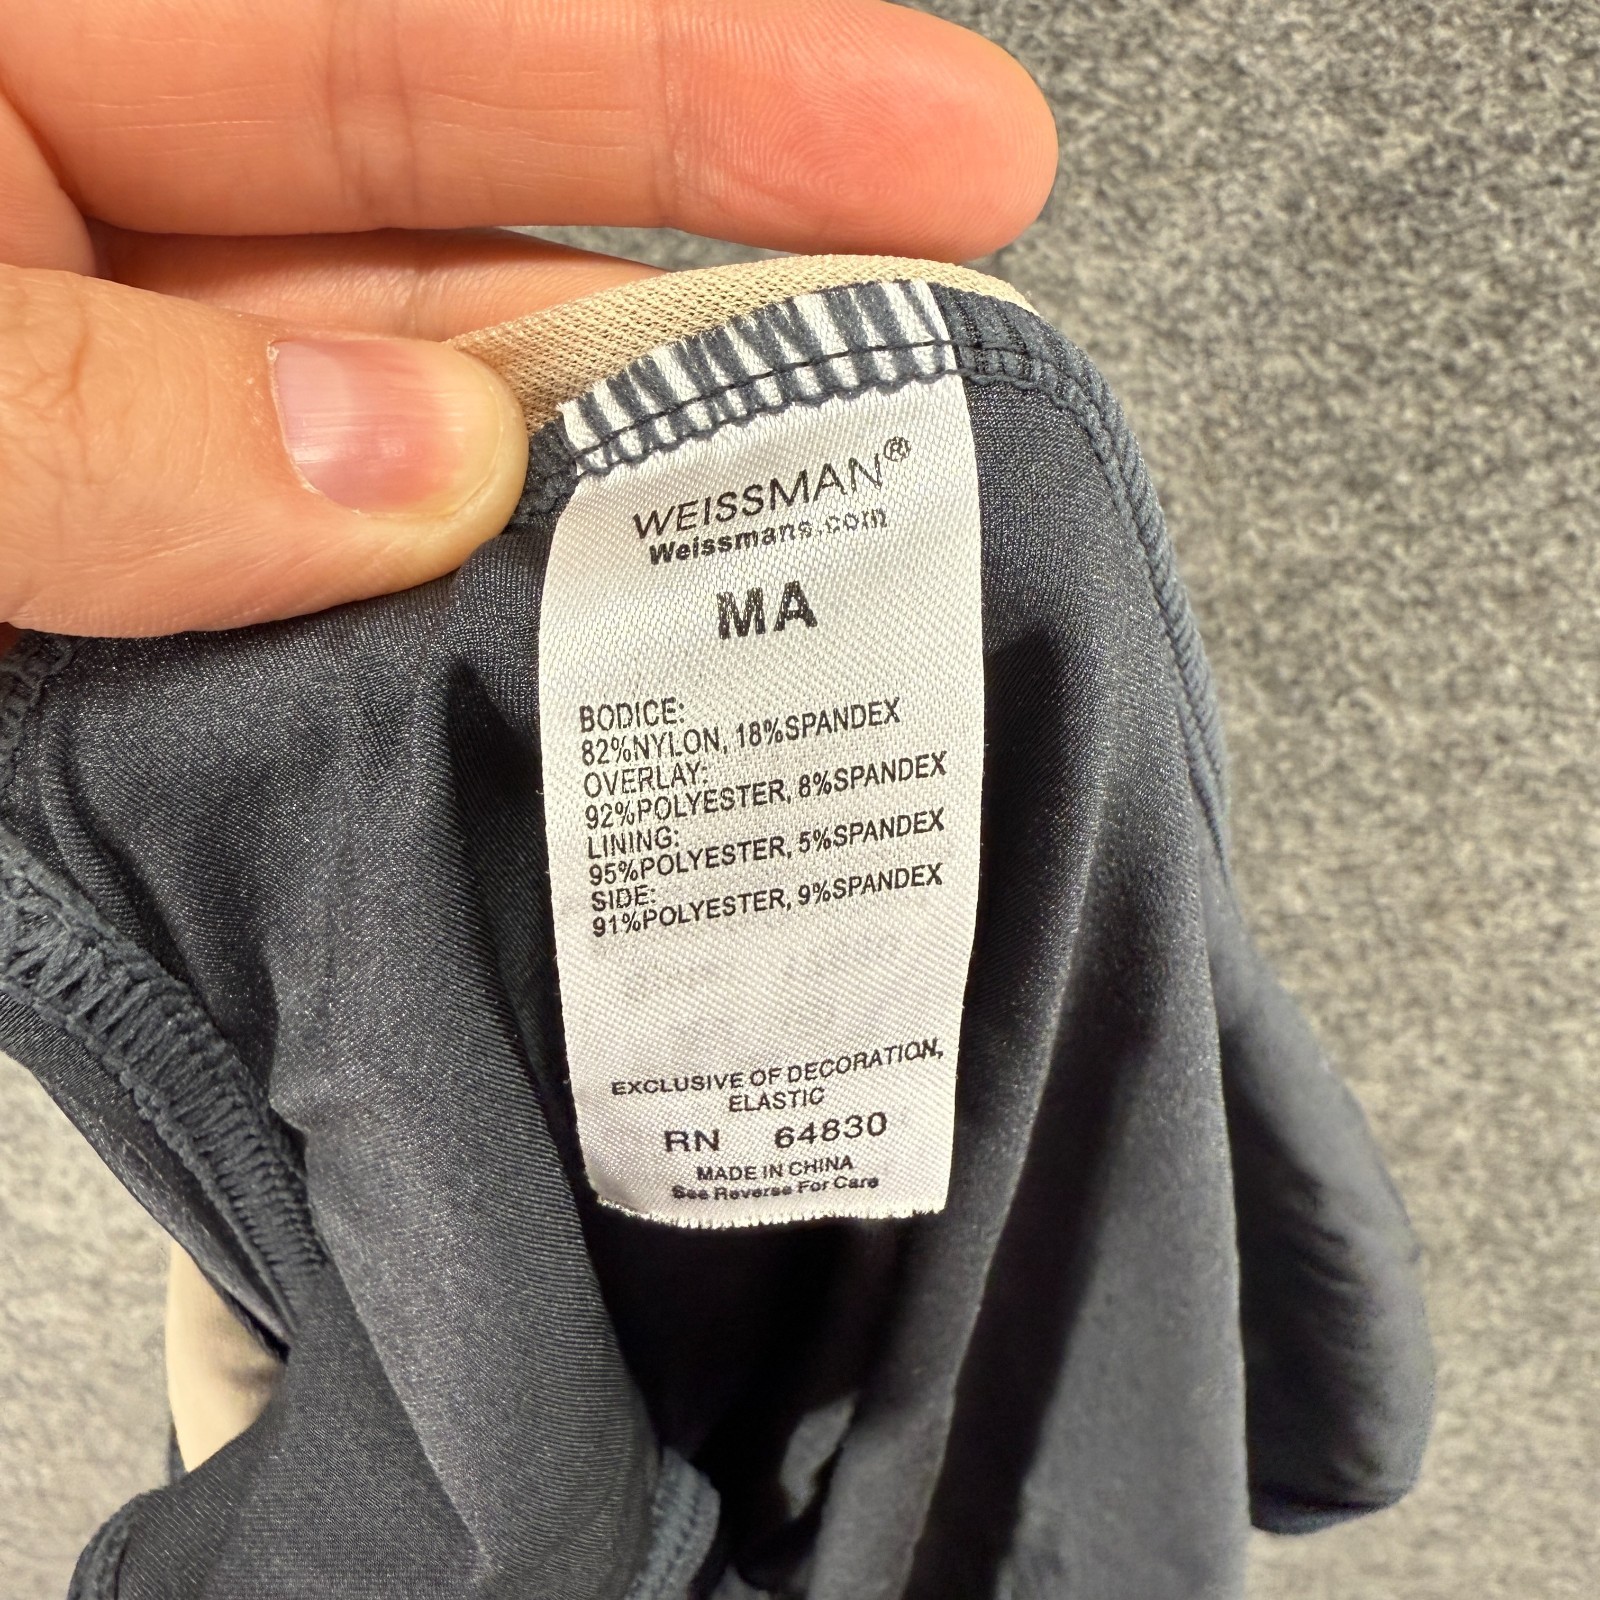 WEISSMAN®
Weissmans.com
MA
BODICE:
82%NYLON, 18%SPANDEX
OVERLAY:
92%POLYESTER, 8%SPANDEX
LINING:
95%POLYESTER, 5%SPANDEX
SIDE:
91%POLYESTER, 9%SPANDEX
EXCLUSIVE OF DECORATION,
ELASTIC
RN 64830
MADE IN CHINA
See Reverse For Care